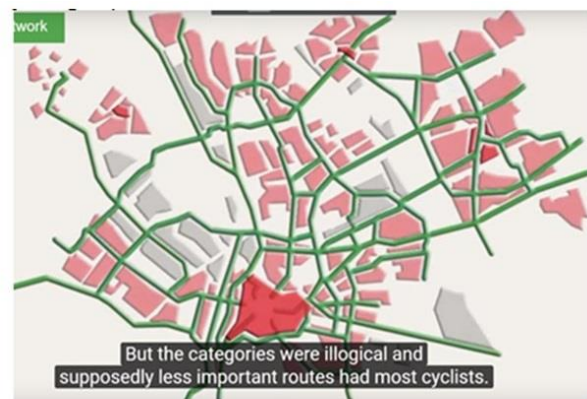 twork
But the categories were illogical and
supposedly less important routes had most cyclists.